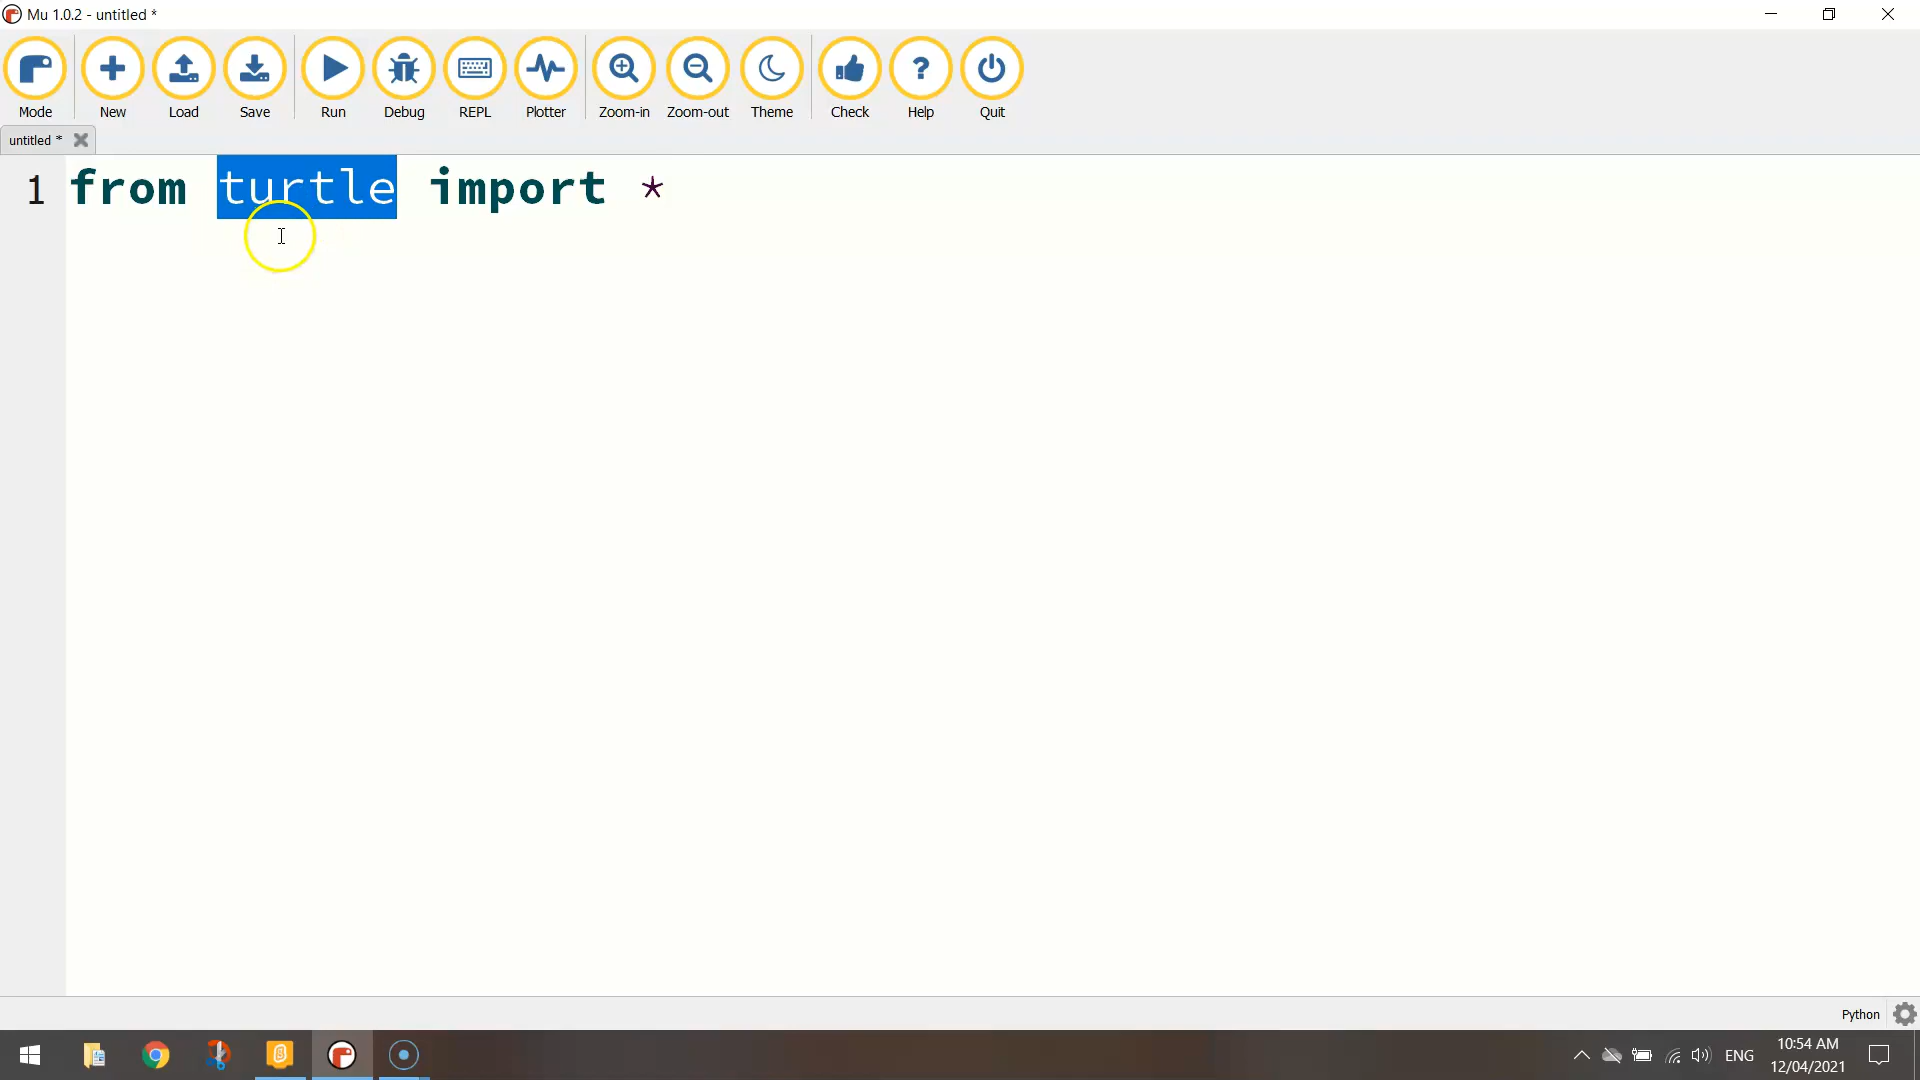 Mu 1.0.2 - untitled *
Mode New Load Save Run Debug REPL Plotter Zoom-in Zoom-out Theme Check Help Quit
untitled *
1 from turtle import *
Python
ENG 10:54 AM
12/04/2021